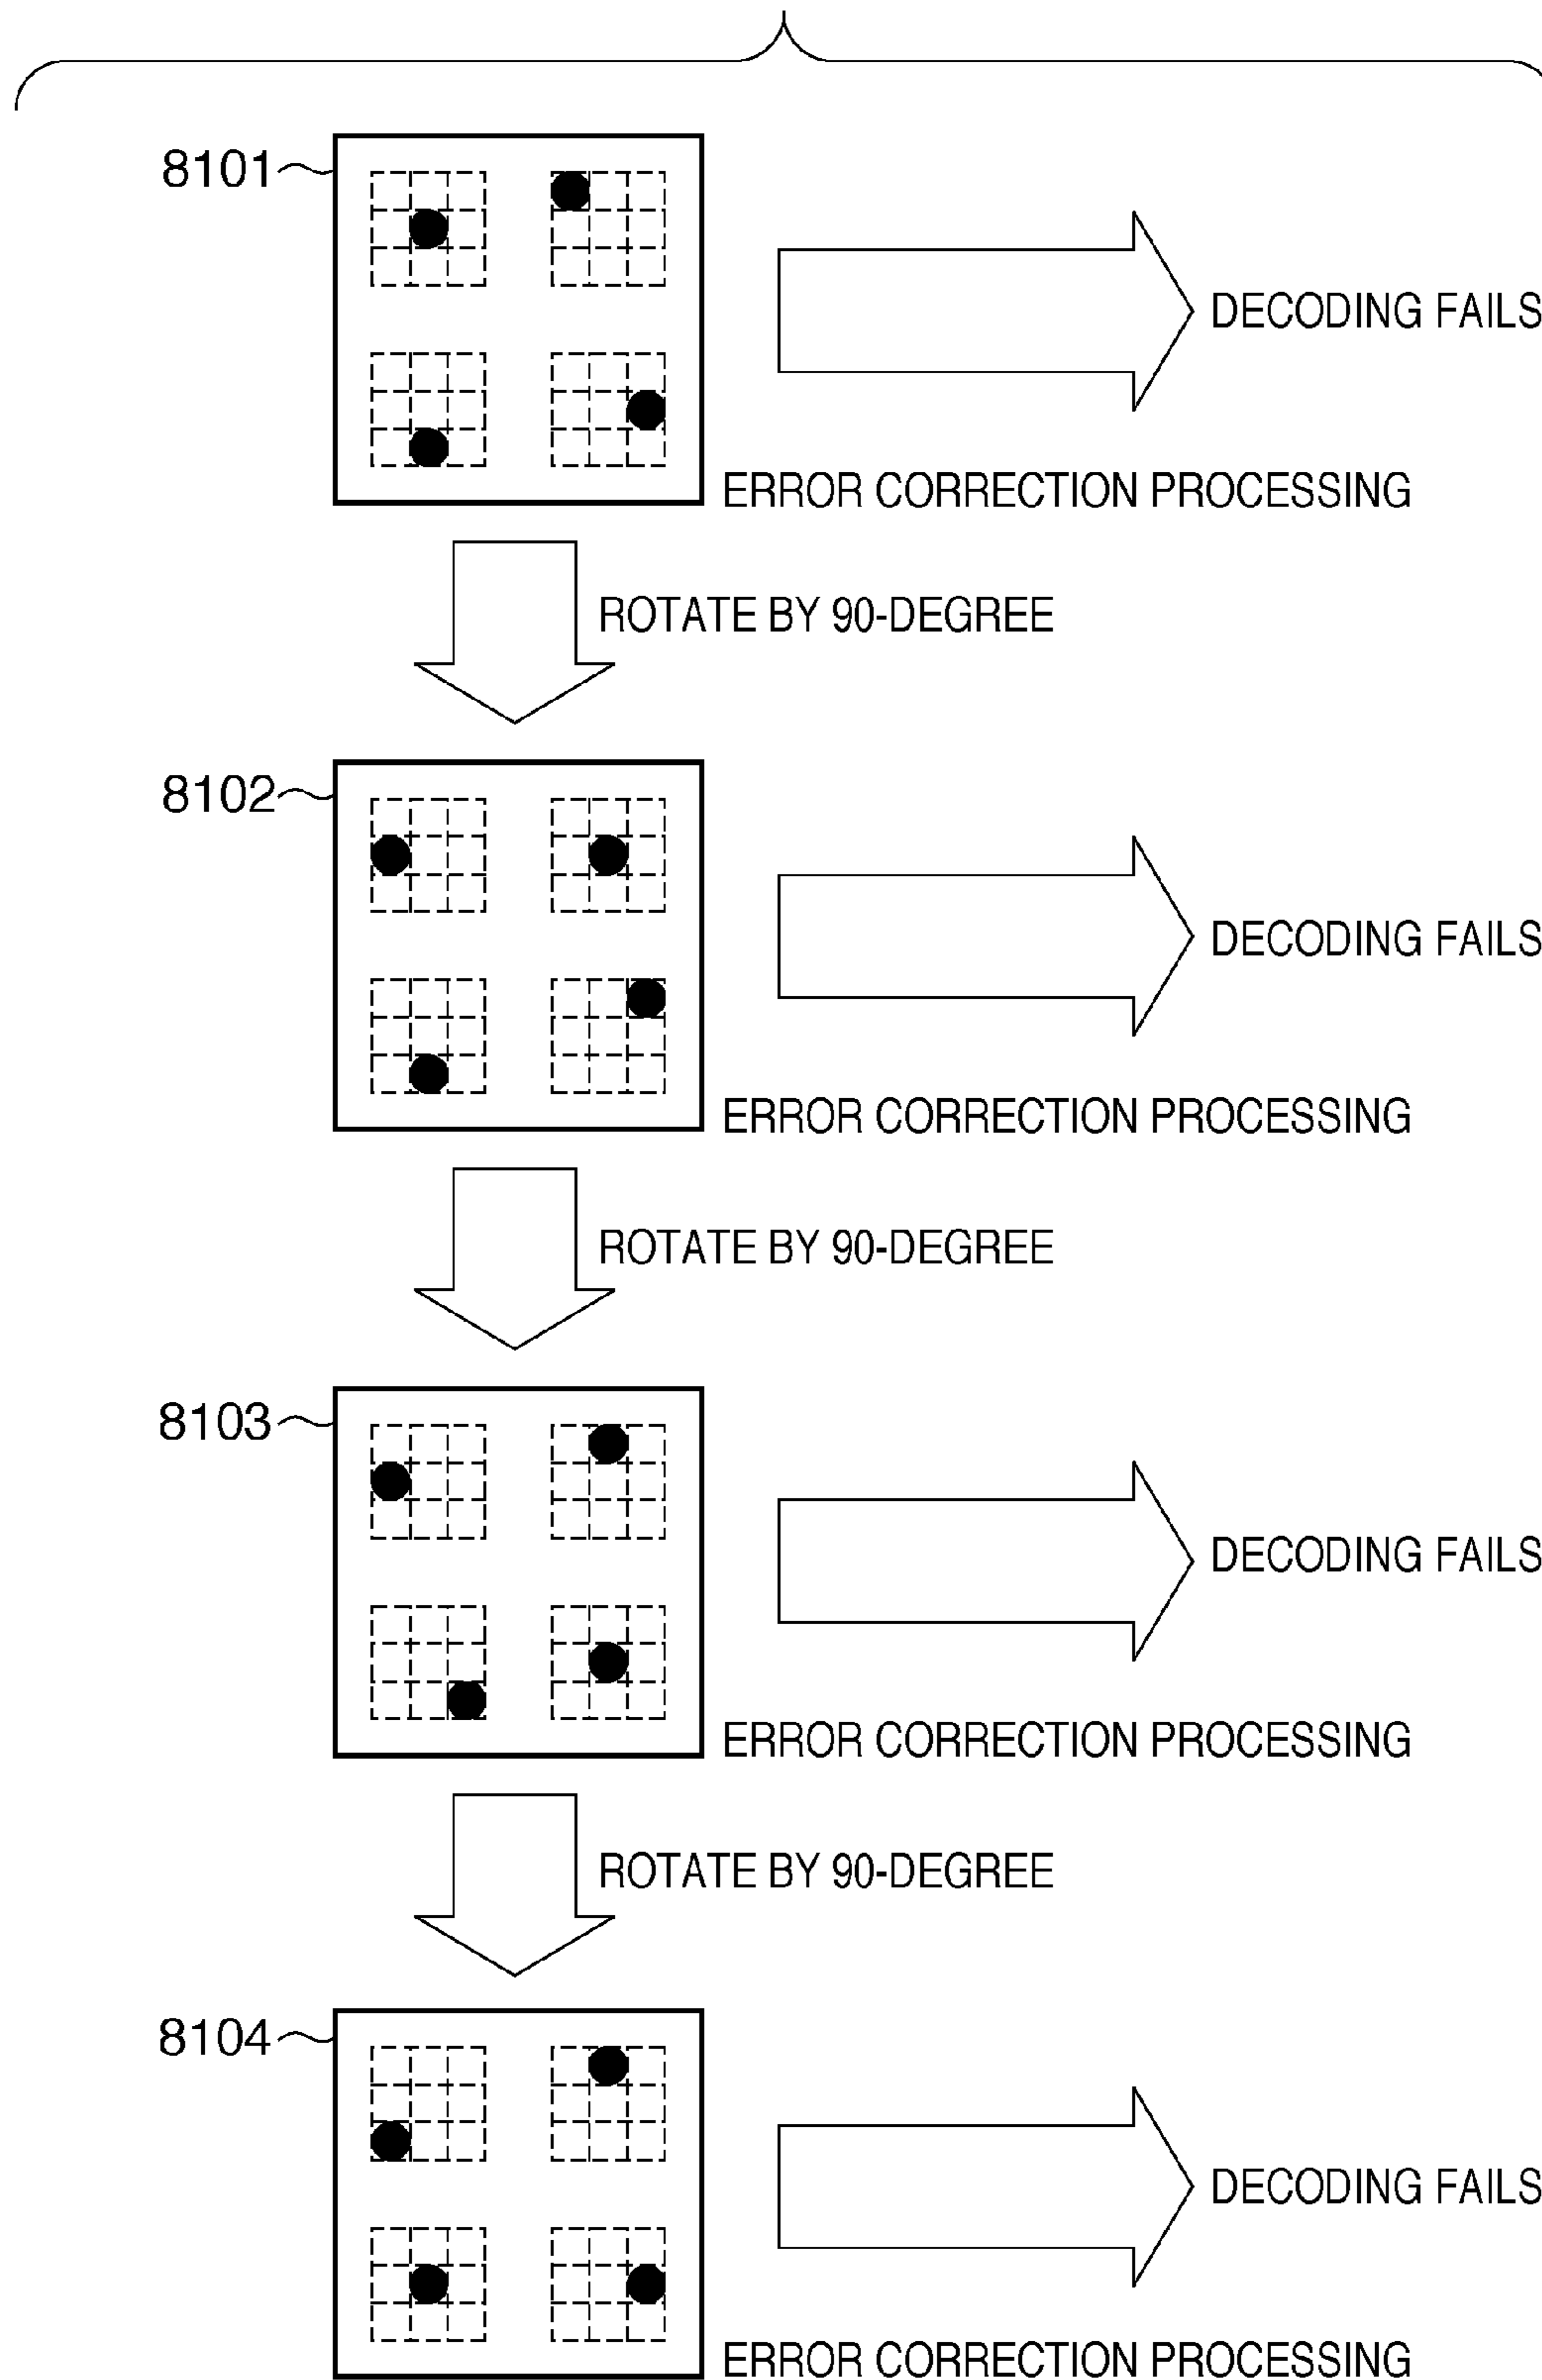 8101
DECODING FAILS
ERROR CORRECTION PROCESSING
ROTATE BY 90-DEGREE
8102
DECODING FAILS
ERROR CORRECTION PROCESSING
ROTATE BY 90-DEGREE
8103
DECODING FAILS
ERROR CORRECTION PROCESSING
ROTATE BY 90-DEGREE
8104
DECODING FAILS
ERROR CORRECTION PROCESSING